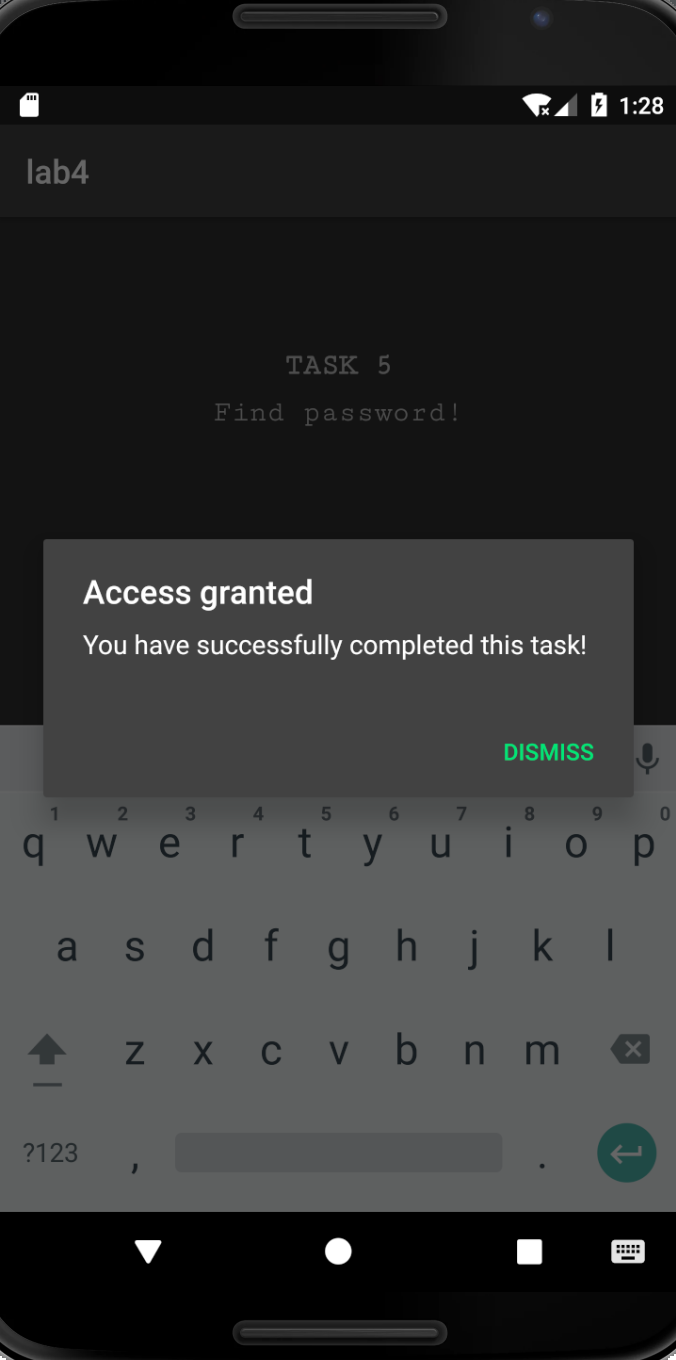 1:28
lab4
TASK 5
Find password!
Access granted
You have successfully completed this task!
DISMISS
1 2 3 4 5 6 7 8 9 0
q w e r t y u i o p
a s d f g h j k l
z x c v b n m
?123 , .